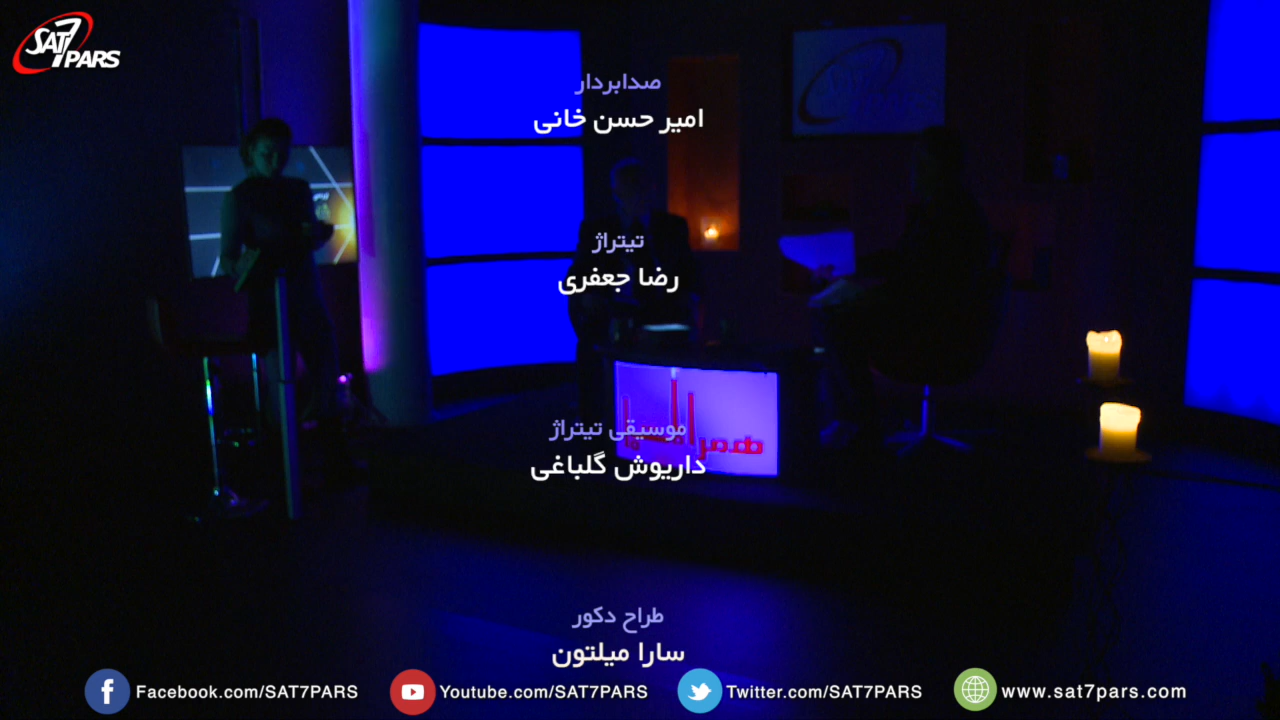 SAT7PARS
صدابردار
امیر حسن خانی
تیتراژ
رضا جعفری
موسیقی تیتراژ
داریوش گلباغی
طراح دکور
سارا میلتون
Facebook.com/SAT7PARS
Youtube.com/SAT7PARS
Twitter.com/SAT7PARS
www.sat7pars.com